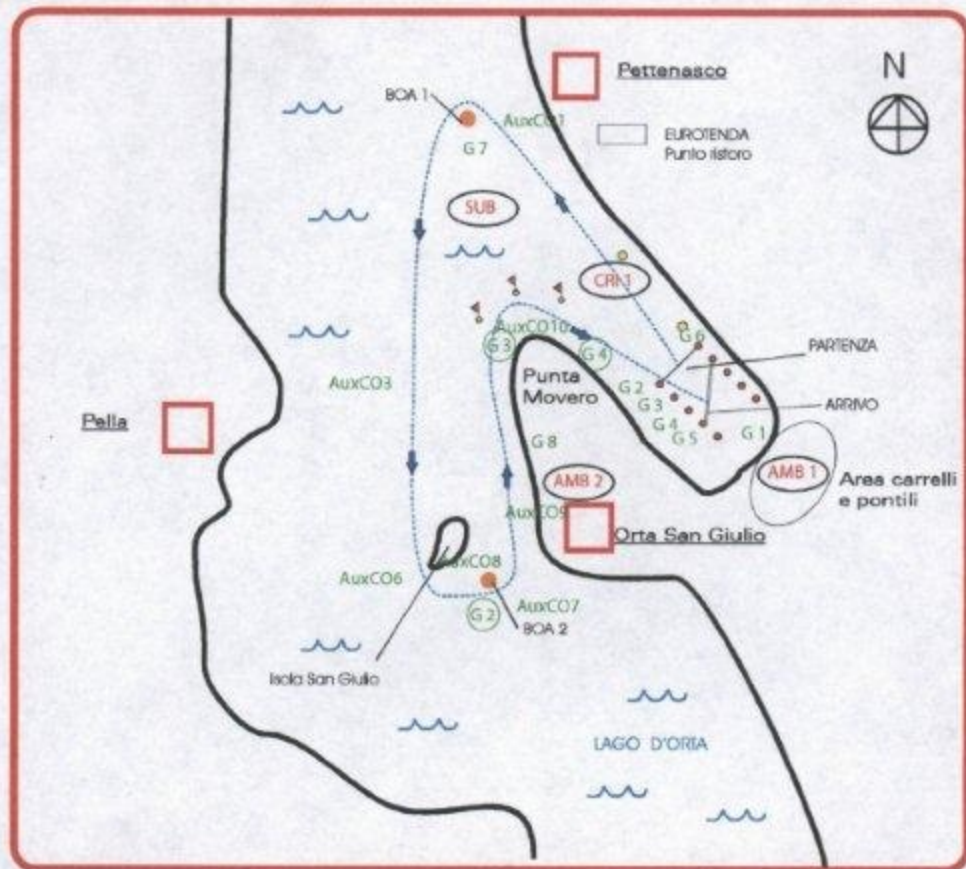 Pettenasco
N
BOA 1
AuxCO1
EUROTENDA
Punto ristoro
G 7
SUB
CRI 1
AuxCO10
G 3
G 4
G 6
PARTENZA
AuxCO3
Punta
Movero
G 2
G 3
G 4
G 5
G 1
ARRIVO
Pella
G 8
AMB 2
AMB 1
Area carrelli
e pontili
AuxCO9
Orta San Giulio
AuxCO8
AuxCO6
G 2
AuxCO7
BOA 2
Isola San Giulio
LAGO D'ORTA